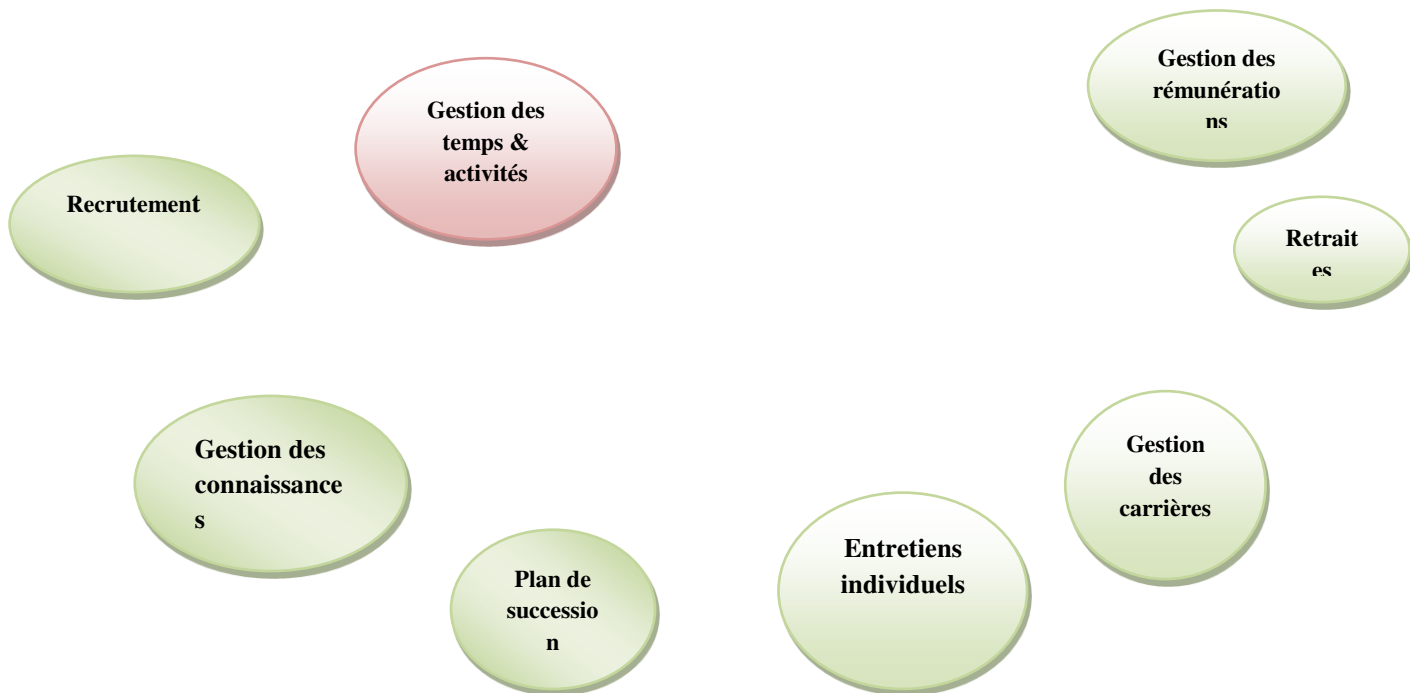 Gestion des
rémunératio
ns
Gestion des
temps &
activités
Recrutement
Retrait
es
Gestion des
connaissance
s
Gestion
des
carrières
Entretiens
individuels
Plan de
successio
n